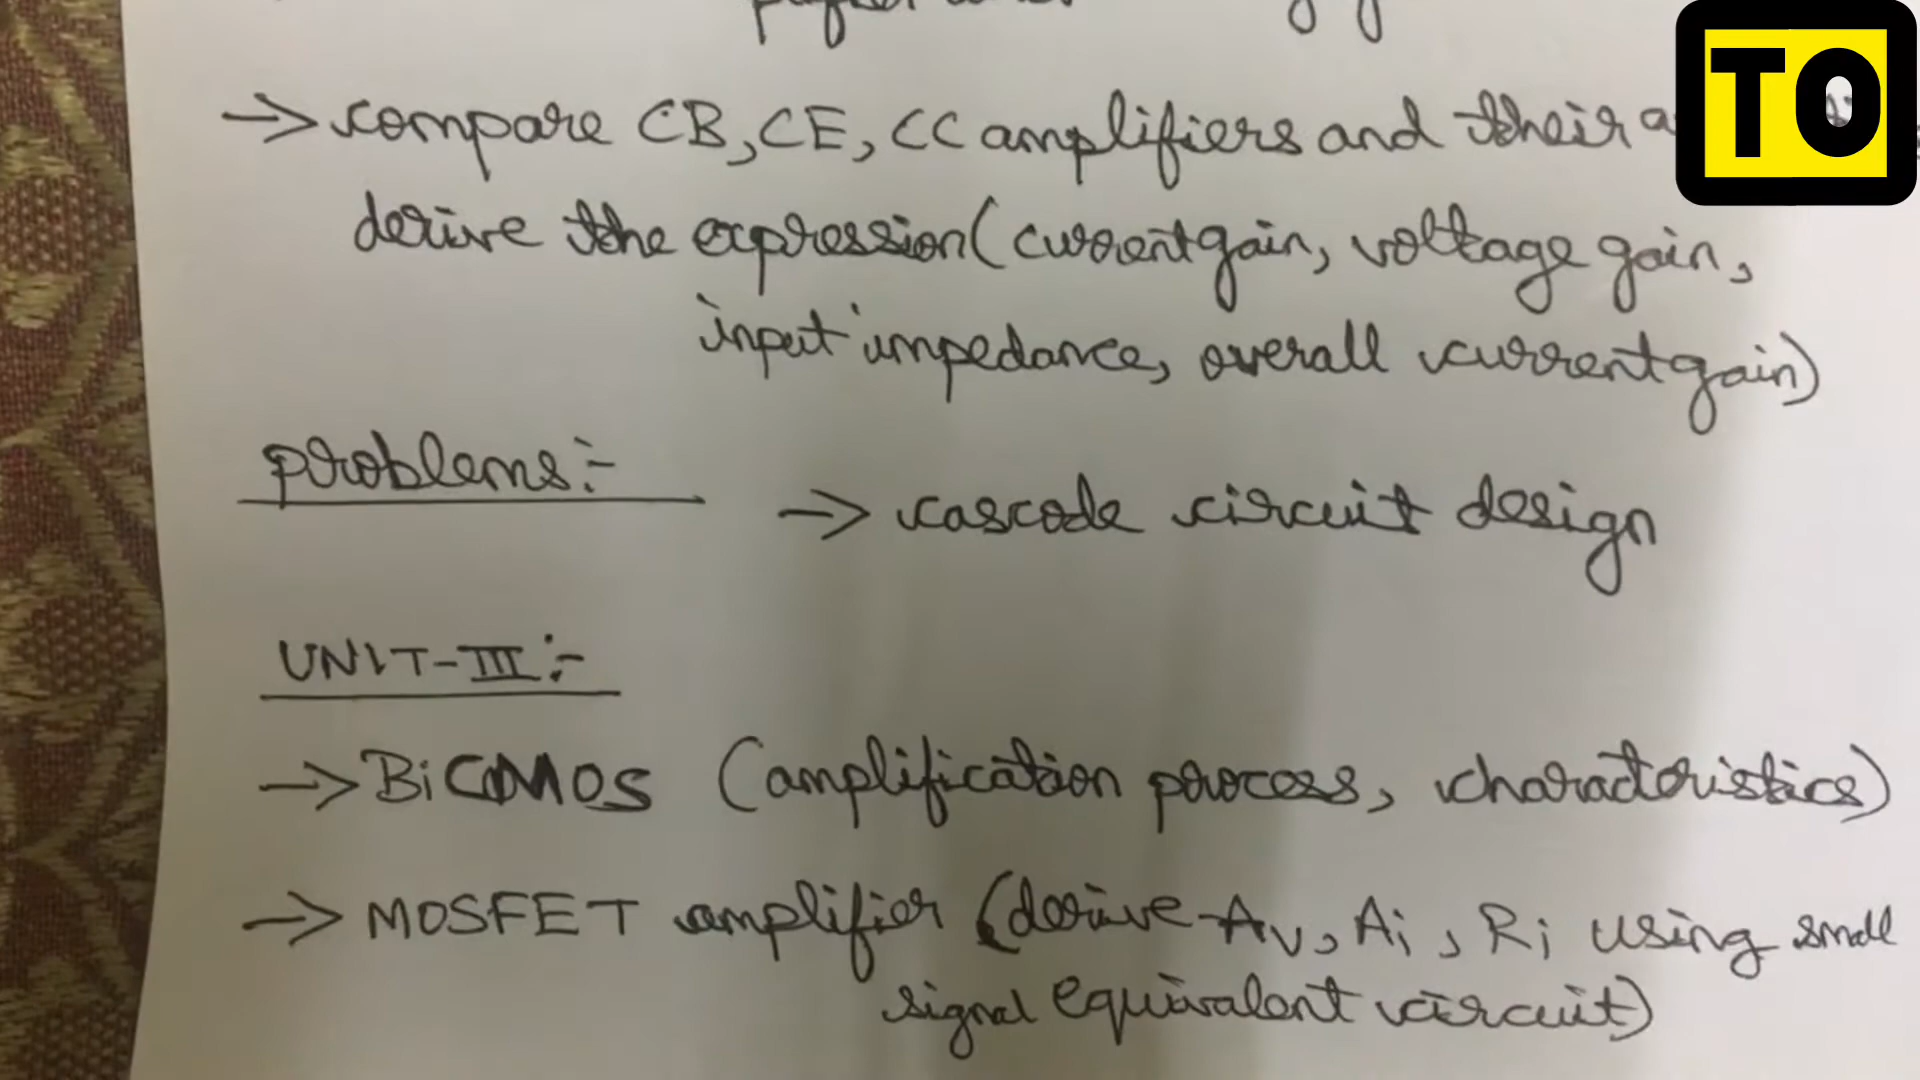 → compare CB, CE, CC amplifiers and their
derive the expression (current gain, voltage gain,
input impedance, overall current gain)
problems:-
→ cascode circuit design
UNIT-III:-
→ BiCMOS (amplification process, characteristics)
→ MOSFET amplifier (derive Av, Ai, Ri using small
signal equivalent circuit)
TO